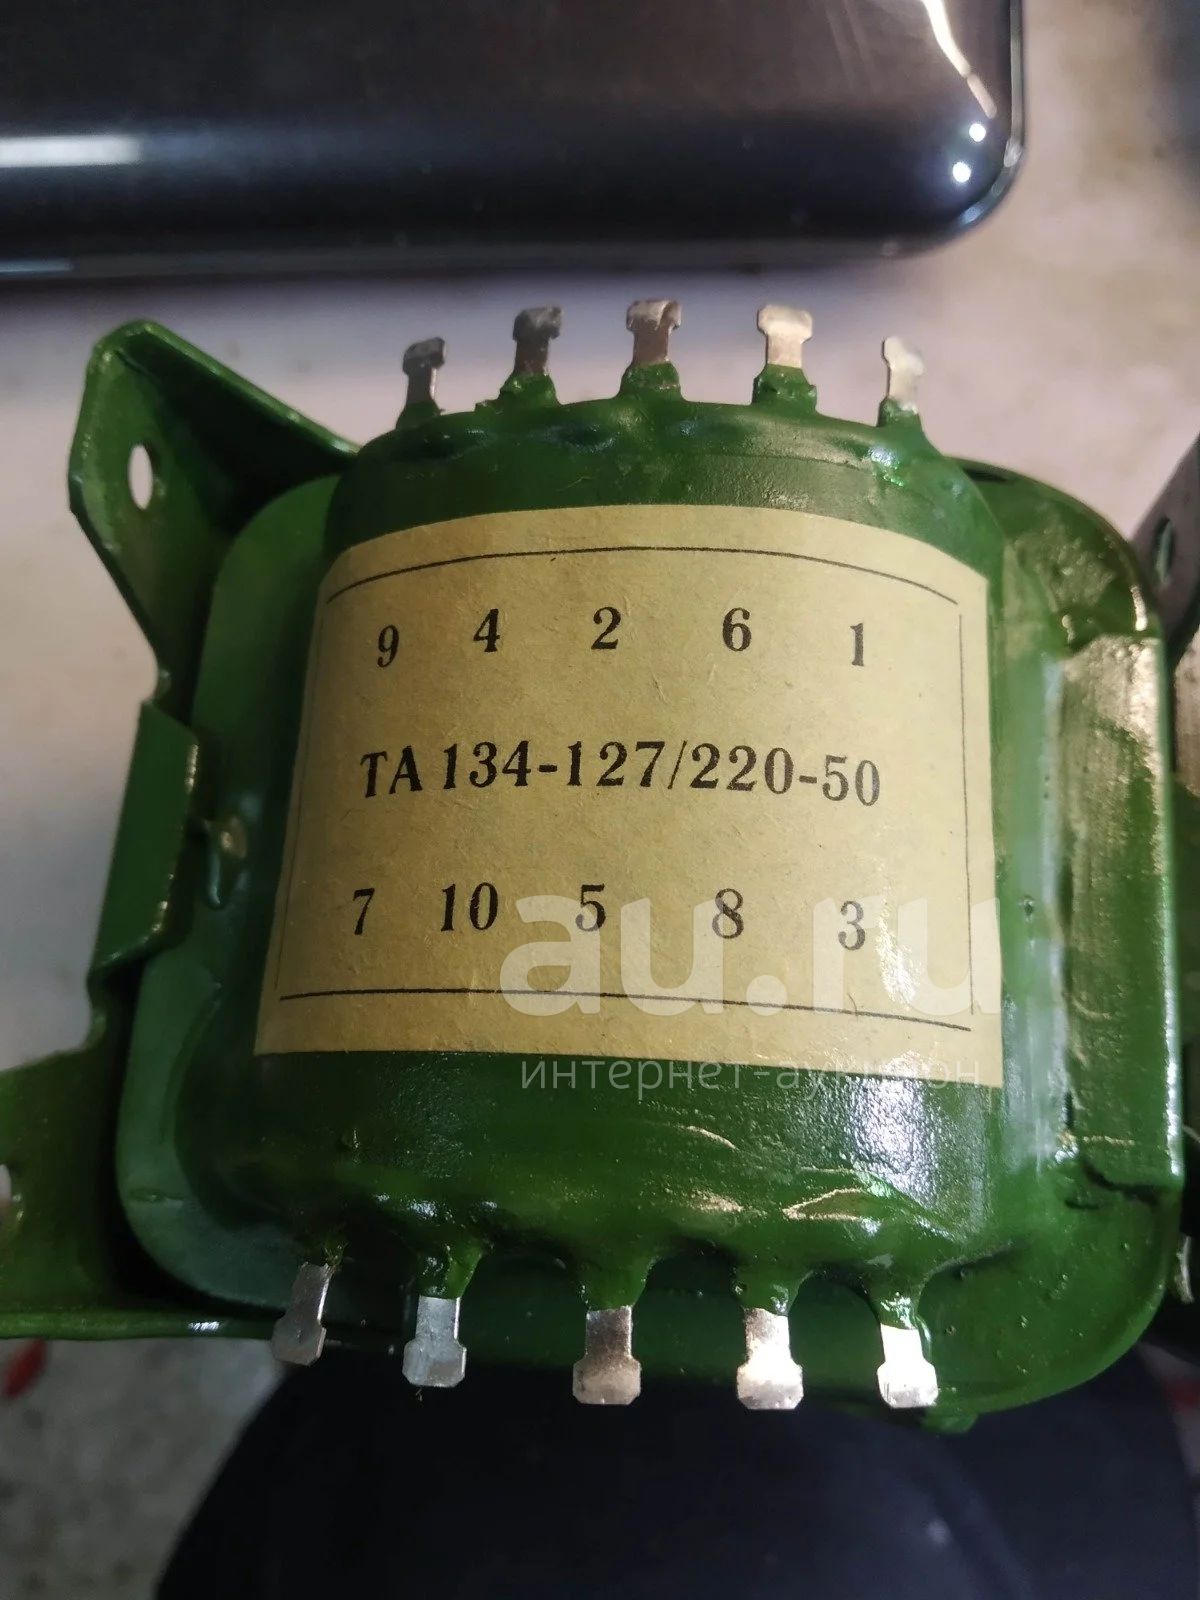 9 4 2 6 1
ТА 134-127/220-50
7 10 5 8 3
au.ru
интернет-аукцион